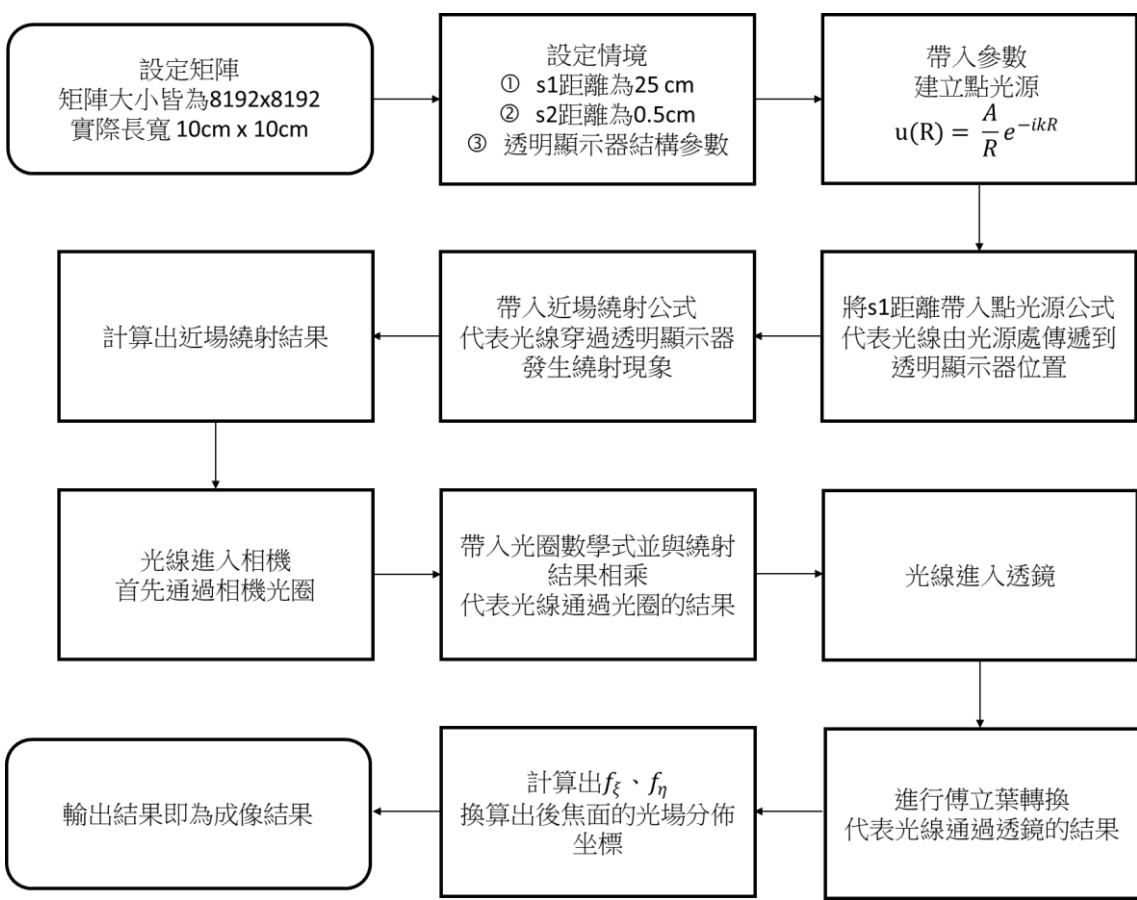 設定矩陣
矩陣大小皆為8192x8192
實際長寬 10cm x 10cm
設定情境
① s1距離為25 cm
② s2距離為0.5cm
③ 透明顯示器結構參數
帶入參數
建立點光源
u(R) = A/R e^{-ikR}
將s1距離帶入點光源公式
代表光線由光源處傳遞到
透明顯示器位置
帶入近場繞射公式
代表光線穿過透明顯示器
發生繞射現象
計算出近場繞射結果
光線進入相機
首先通過相機光圈
帶入光圈數學式並與繞射
結果相乘
代表光線通過光圈的結果
光線進入透鏡
進行傅立葉轉換
代表光線通過透鏡的結果
計算出f_ξ、f_η
換算出後焦面的光場分佈
坐標
輸出結果即為成像結果